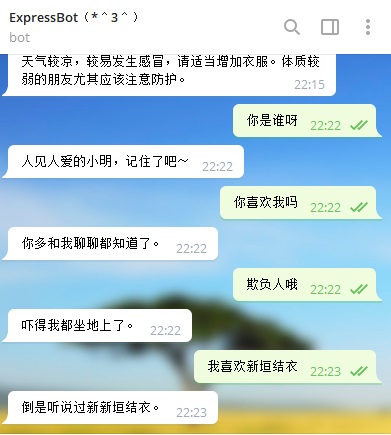 ExpressBot（*＾3＾）
bot
天气较凉，较易发生感冒，请适当增加衣服。体质较
弱的朋友尤其应该注意防护。
22:15
你是谁呀 22:22
人见人爱的小明，记住了吧～ 22:22
你喜欢我吗 22:22
你多和我聊聊都知道了。 22:22
欺负人哦 22:22
吓得我都坐地上了。 22:22
我喜欢新垣结衣 22:23
倒是听说过新新垣结衣。 22:23